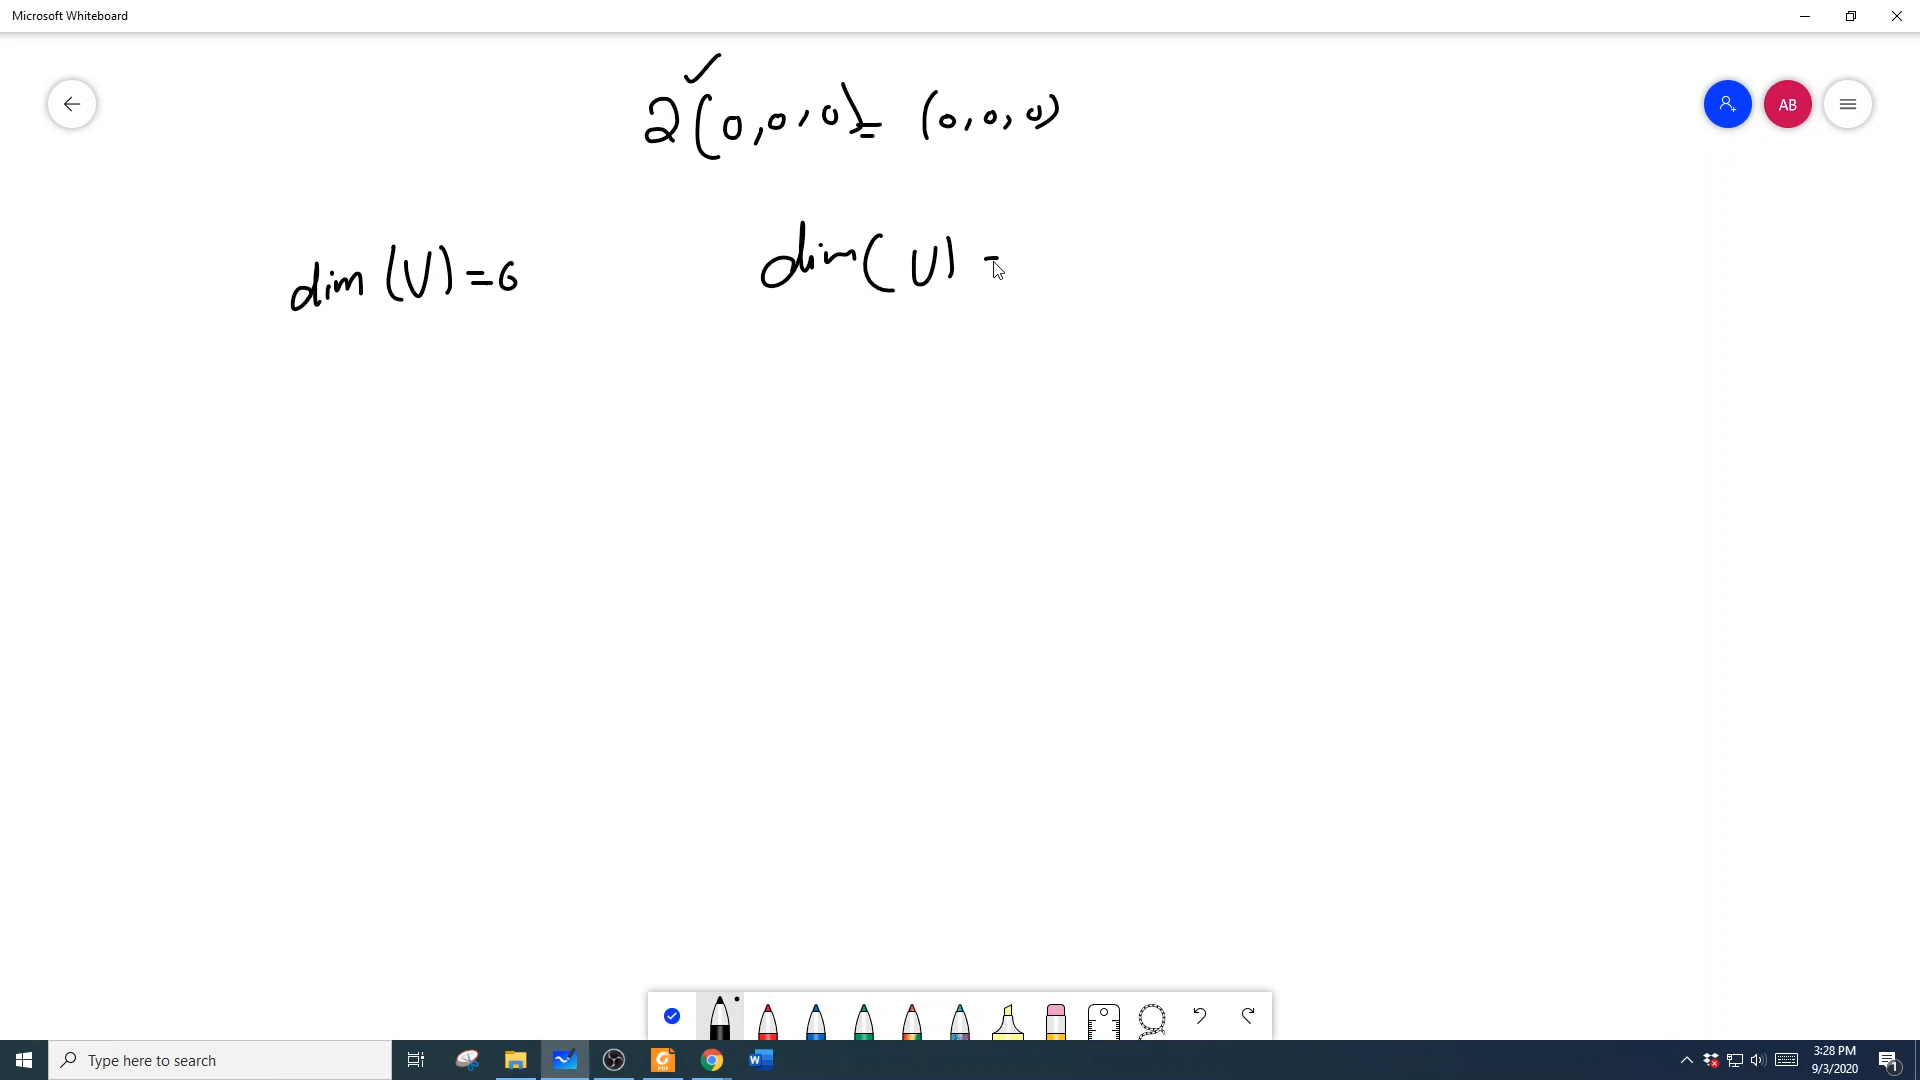 Microsoft Whiteboard
✓
2(0,0,0)= (0,0,0)
AB
dim (V) =6
dim( U) -
Type here to search
3:28 PM
9/3/2020
1